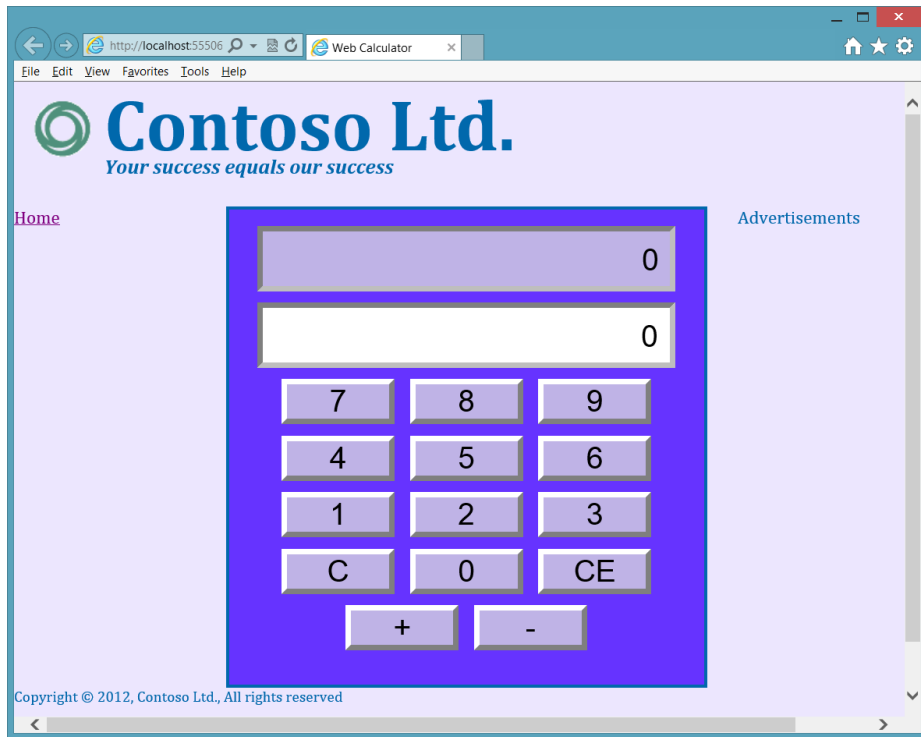 http://localhost:55506
Web Calculator
File Edit View Favorites Tools Help
Contoso Ltd.
Your success equals our success
Home
Advertisements
0
0
7 8 9
4 5 6
1 2 3
C 0 CE
+ -
Copyright © 2012, Contoso Ltd., All rights reserved